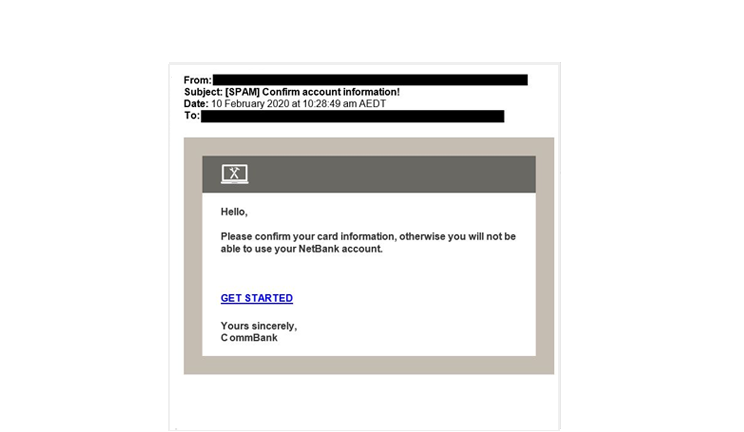 From:
Subject: [SPAM] Confirm account information!
Date: 10 February 2020 at 10:28:49 am AEDT
To:
Hello,
Please confirm your card information, otherwise you will not be
able to use your NetBank account.
GET STARTED
Yours sincerely,
CommBank